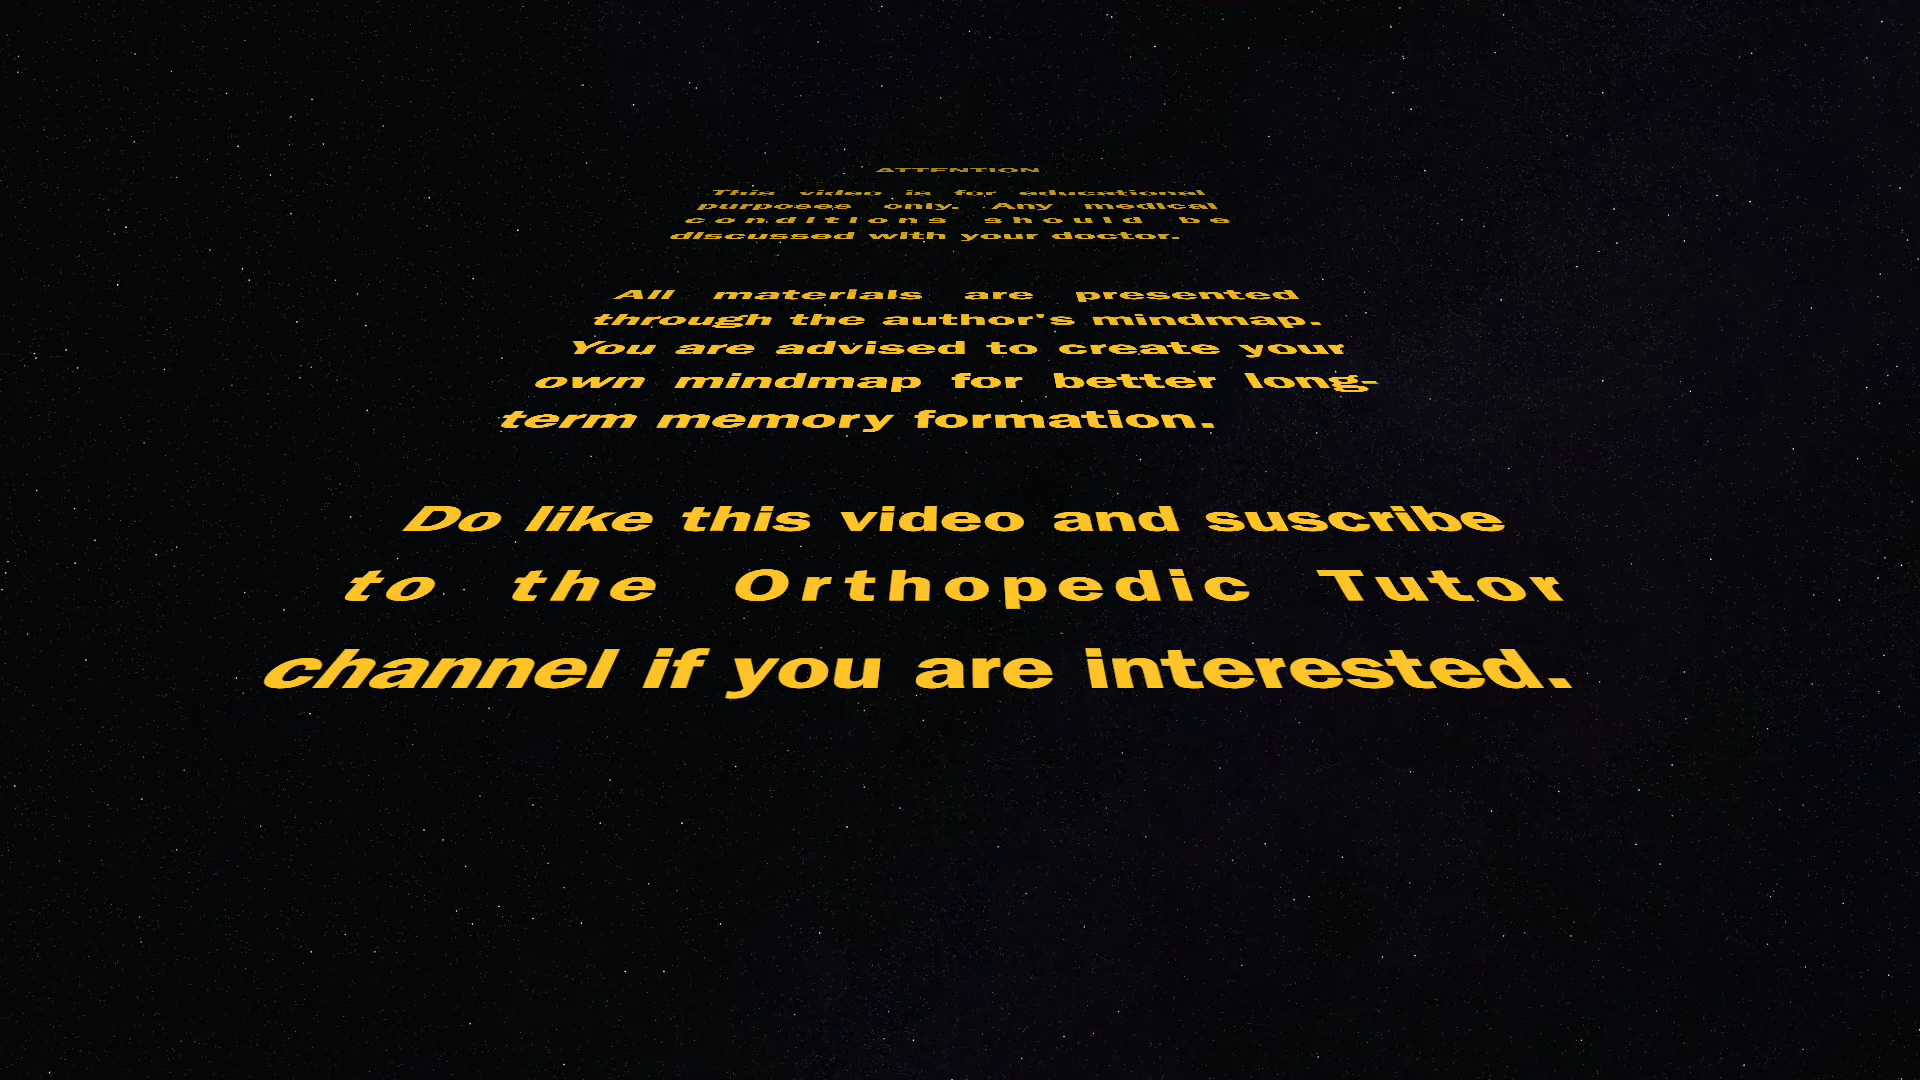 ATTENTION
This video is for educational
purposes only. Any medical
conditions should be
discussed with your doctor.
All materials are presented
through the author's mindmap.
You are advised to create your
own mindmap for better long-
term memory formation.
Do like this video and suscribe
to the Orthopedic Tutor
channel if you are interested.